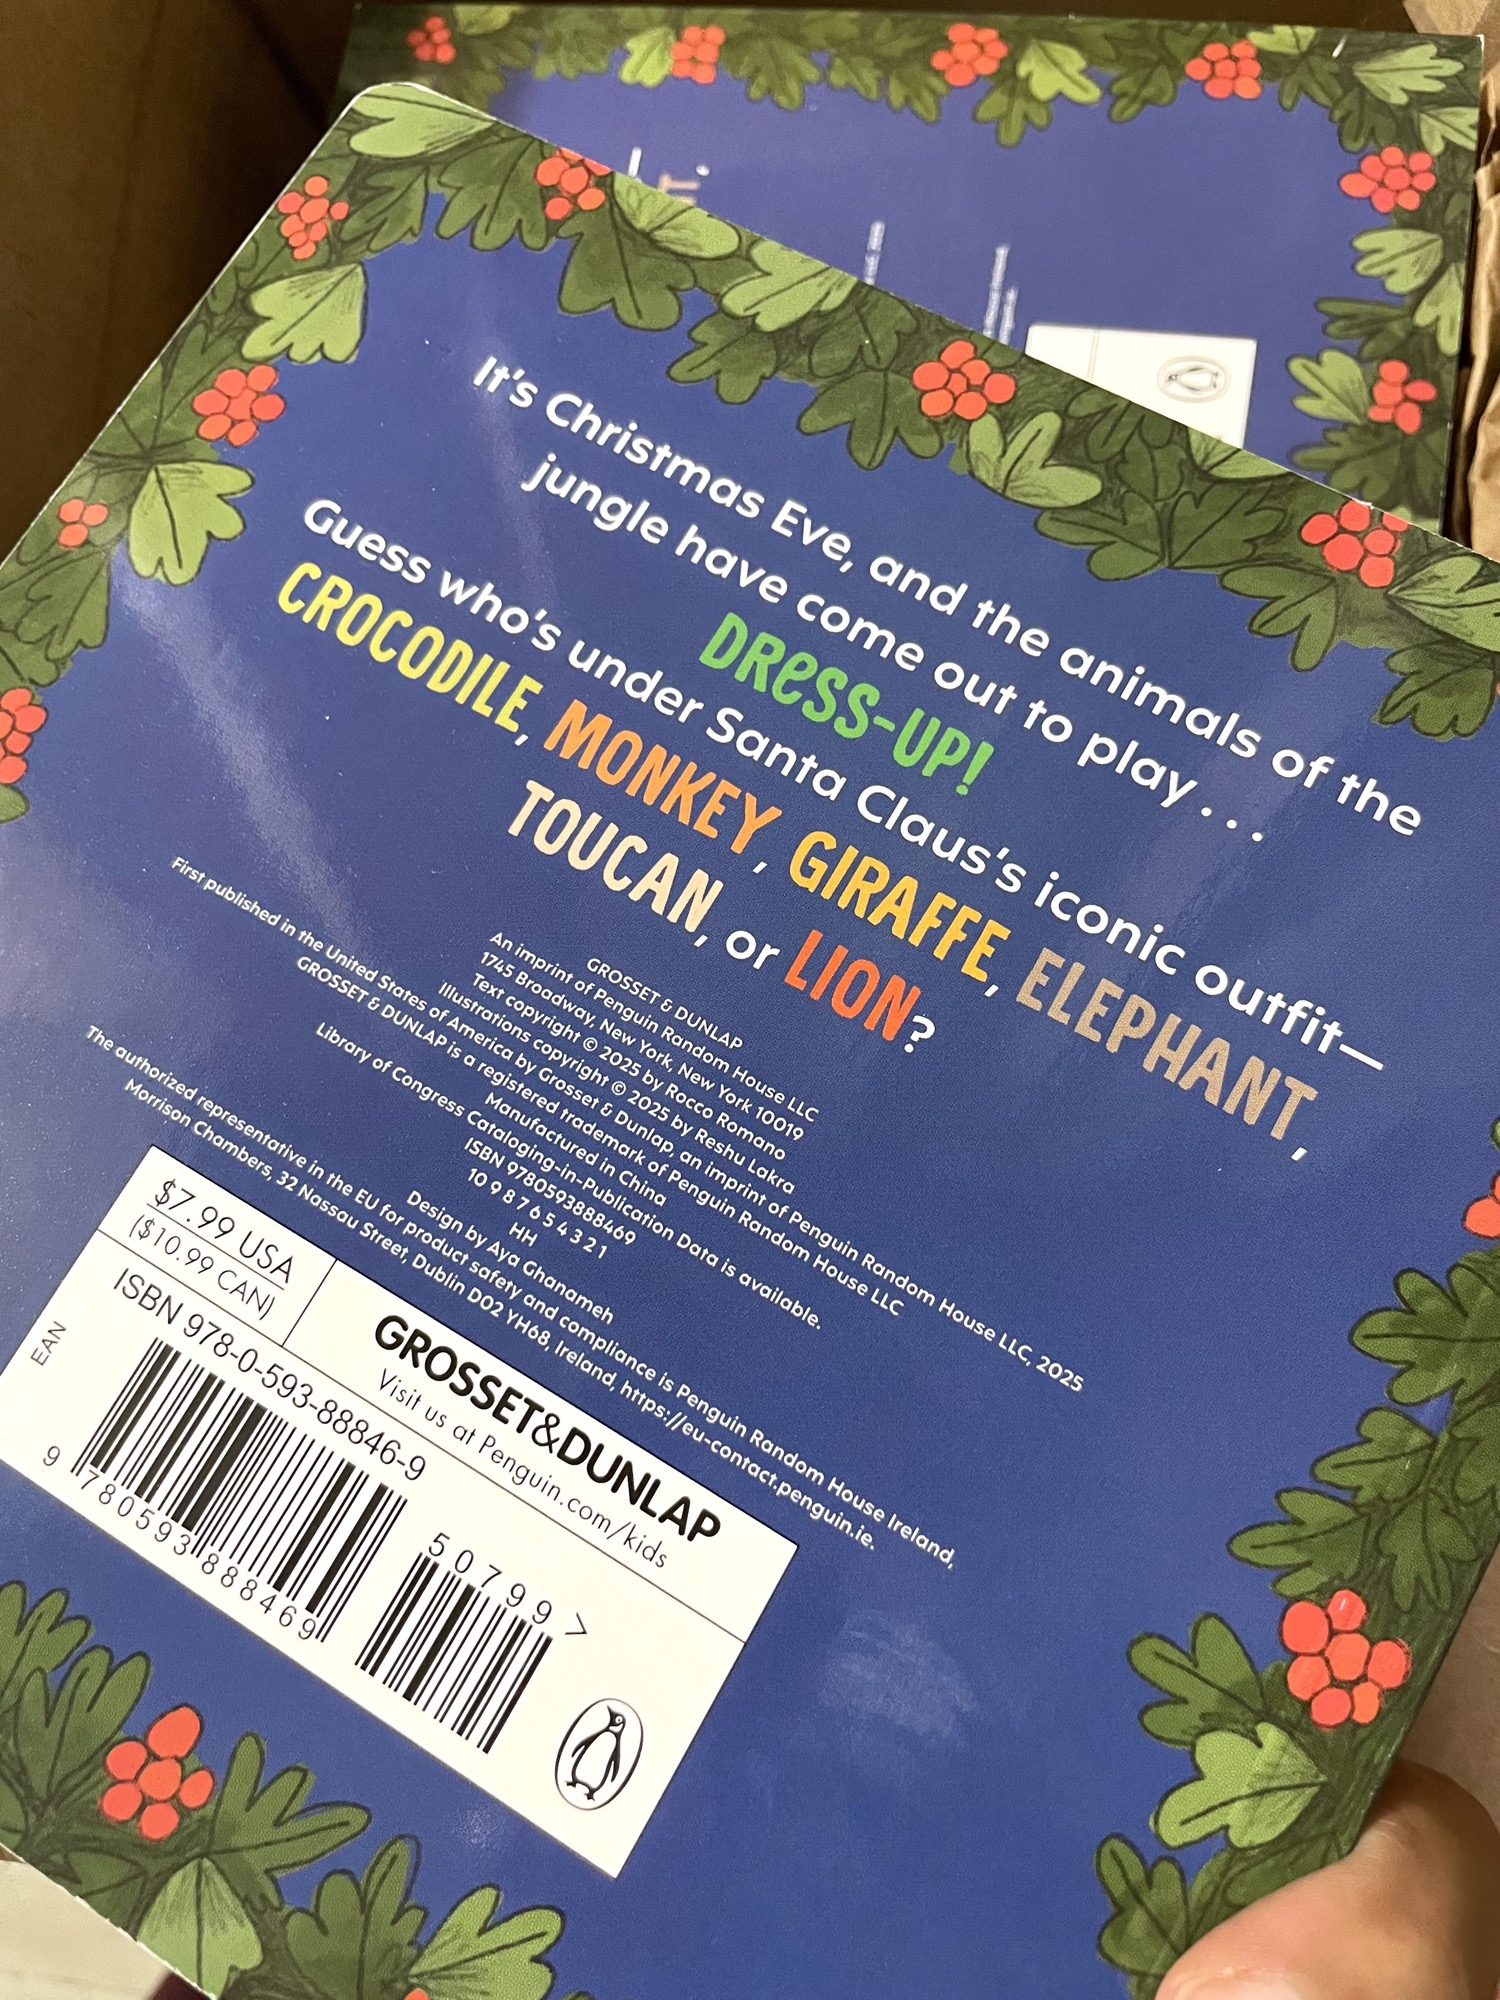 It's Christmas Eve, and the animals of the
jungle have come out to play . . .
DRESS-UP!
Guess who's under Santa Claus's iconic outfit—
CROCODILE, MONKEY, GIRAFFE, ELEPHANT,
TOUCAN, or LION?
GROSSET & DUNLAP
An imprint of Penguin Random House LLC
1745 Broadway, New York, New York 10019
Text copyright © 2025 by Rocco Romano
Illustrations copyright © 2025 by Reshu Lakra
First published in the United States of America by Grosset & Dunlap, an imprint of Penguin Random House LLC, 2025
GROSSET & DUNLAP is a registered trademark of Penguin Random House LLC
Manufactured in China
Library of Congress Cataloging-in-Publication Data is available.
ISBN 9780593888469
10 9 8 7 6 5 4 3 2 1
HH
Design by Aya Ghanameh
The authorized representative in the EU for product safety and compliance is Penguin Random House Ireland,
Morrison Chambers, 32 Nassau Street, Dublin D02 YH68, Ireland, https://eu-contact.penguin.ie.
$7.99 USA
($10.99 CAN)
GROSSET&DUNLAP
Visit us at Penguin.com/kids
ISBN 978-0-593-88846-9
EAN
9 780593 888469
50799 >